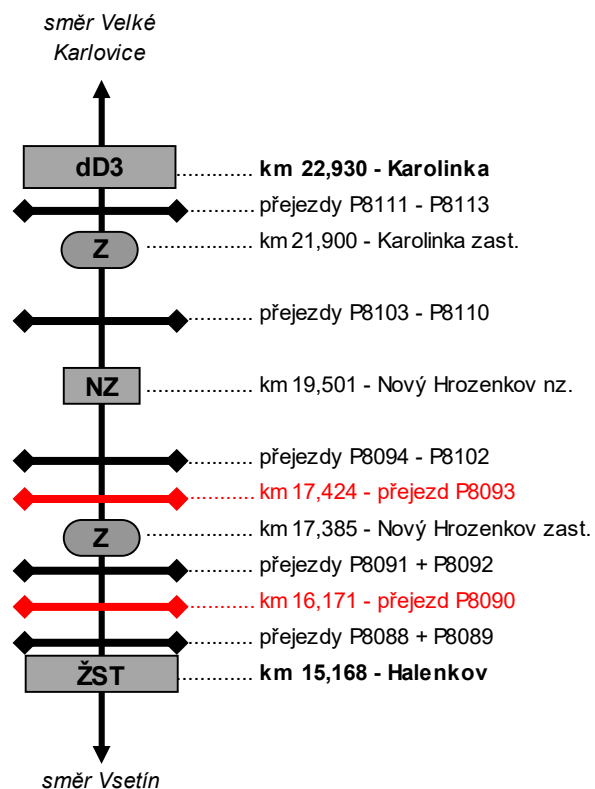 směr Velké
Karlovice
dD3 km 22,930 - Karolinka
přejezdy P8111 - P8113
Z km 21,900 - Karolinka zast.
přejezdy P8103 - P8110
NZ km 19,501 - Nový Hrozenkov nz.
přejezdy P8094 - P8102
km 17,424 - přejezd P8093
Z km 17,385 - Nový Hrozenkov zast.
přejezdy P8091 + P8092
km 16,171 - přejezd P8090
přejezdy P8088 + P8089
ŽST km 15,168 - Halenkov
směr Vsetín